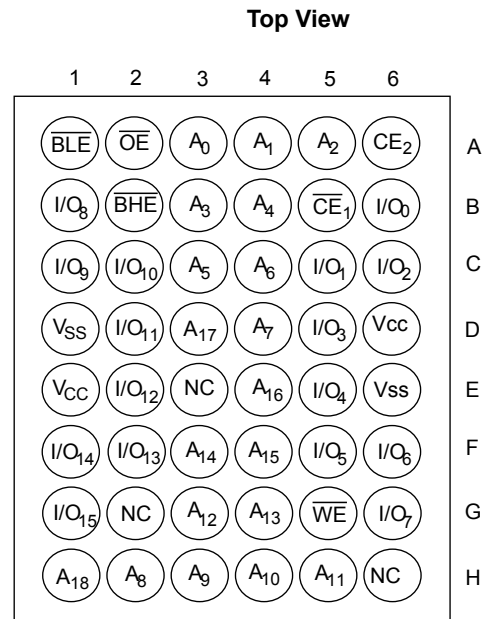 Top View
1 2 3 4 5 6
BLE OE A0 A1 A2 CE2 A
I/O8 BHE A3 A4 CE1 I/O0 B
I/O9 I/O10 A5 A6 I/O1 I/O2 C
VSS I/O11 A17 A7 I/O3 Vcc D
VCC I/O12 NC A16 I/O4 Vss E
I/O14 I/O13 A14 A15 I/O5 I/O6 F
I/O15 NC A12 A13 WE I/O7 G
A18 A8 A9 A10 A11 NC H